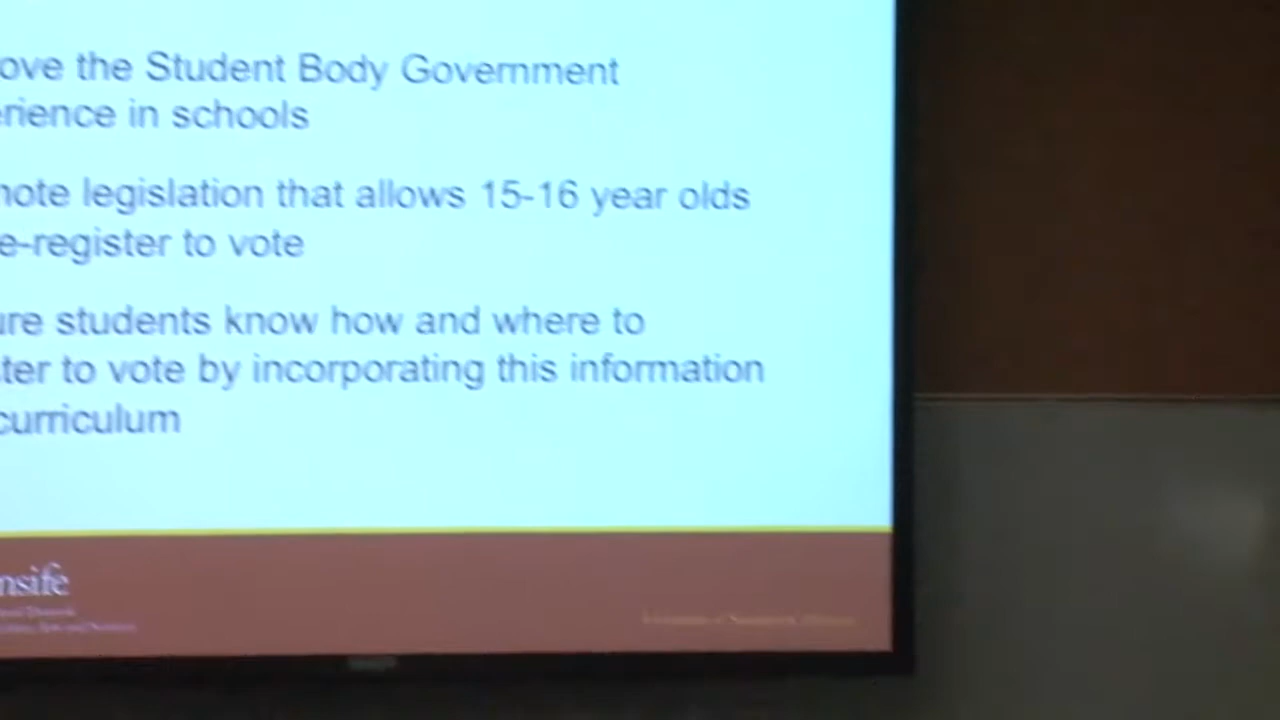 ove the Student Body Government
erience in schools
note legislation that allows 15-16 year olds
e-register to vote
ure students know how and where to
ter to vote by incorporating this information
curriculum
nsife